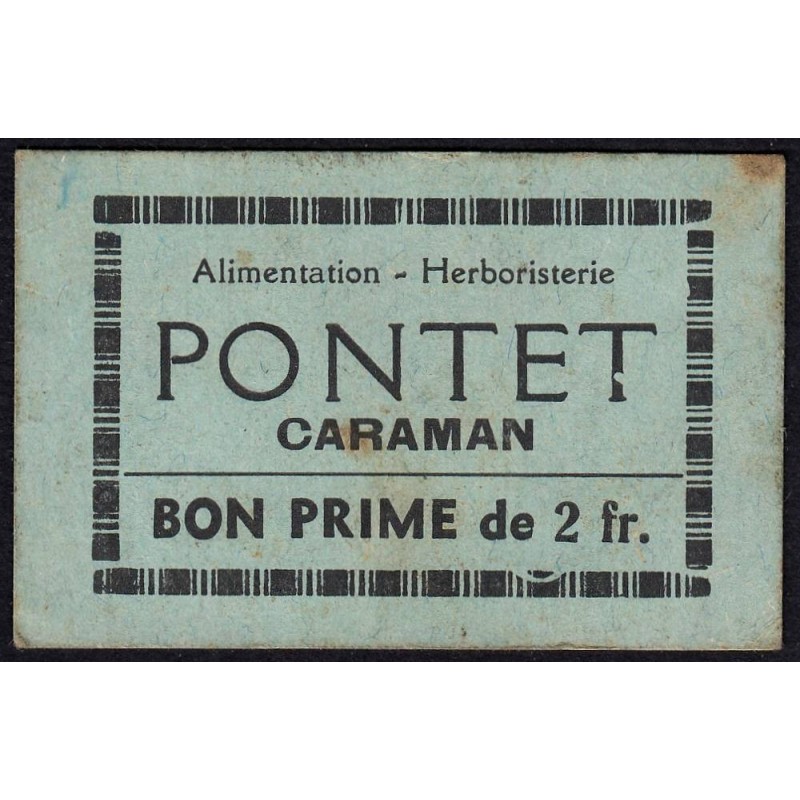 Alimentation - Herboristerie
PONTET
CARAMAN
BON PRIME de 2 fr.